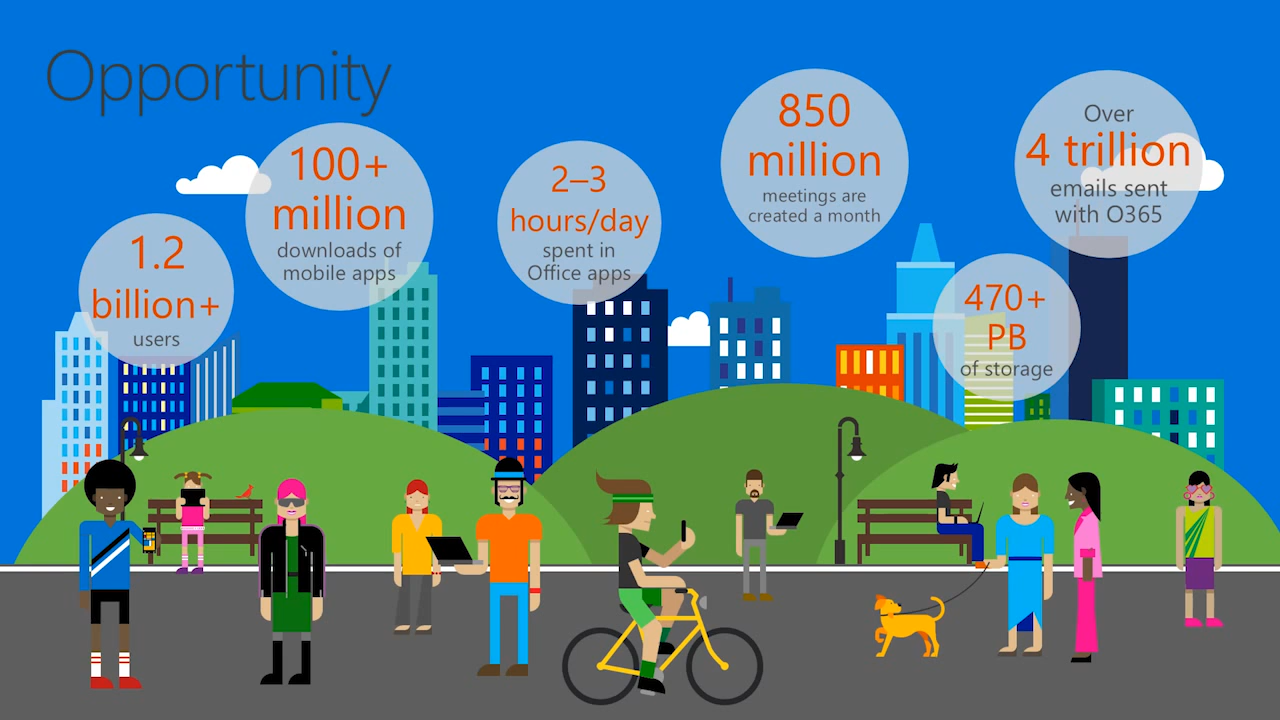 Opportunity
1.2
billion+
users
100+
million
downloads of
mobile apps
2–3
hours/day
spent in
Office apps
850
million
meetings are
created a month
470+
PB
of storage
Over
4 trillion
emails sent
with O365